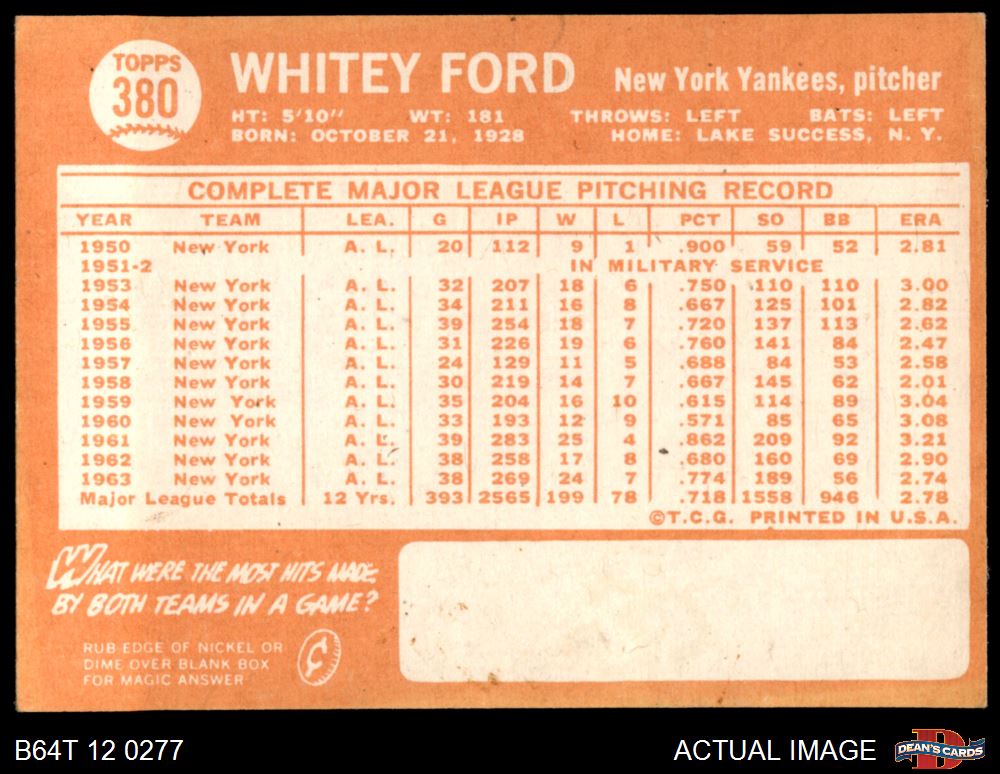 TOPPS
380
WHITEY FORD New York Yankees, pitcher
HT: 5'10" WT: 181 THROWS: LEFT BATS: LEFT
BORN: OCTOBER 21, 1928 HOME: LAKE SUCCESS, N. Y.
COMPLETE MAJOR LEAGUE PITCHING RECORD
YEAR TEAM LEA. G IP W L PCT SO BB ERA
1950 New York A. L. 20 112 9 1 .900 59 52 2.81
1951-2 IN MILITARY SERVICE
1953 New York A. L. 32 207 18 6 .750 110 110 3.00
1954 New York A. L. 34 211 16 8 .667 125 101 2.82
1955 New York A. L. 39 254 18 7 .720 137 113 2.62
1956 New York A. L. 31 226 19 6 .760 141 84 2.47
1957 New York A. L. 24 129 11 5 .688 84 53 2.58
1958 New York A. L. 30 219 14 7 .667 145 62 2.01
1959 New York A. L. 35 204 16 10 .615 114 89 3.04
1960 New York A. L. 33 193 12 9 .571 85 65 3.08
1961 New York A. L. 39 283 25 4 .862 209 92 3.21
1962 New York A. L. 38 258 17 8 .680 160 69 2.90
1963 New York A. L. 38 269 24 7 .774 189 56 2.74
Major League Totals 12 Yrs. 393 2565 199 78 .718 1558 946 2.78
©T.C.G. PRINTED IN U.S.A.
WHAT WERE THE MOST HITS MADE
BY BOTH TEAMS IN A GAME?
RUB EDGE OF NICKEL OR
DIME OVER BLANK BOX
FOR MAGIC ANSWER
B64T 12 0277 ACTUAL IMAGE DEAN'S CARDS